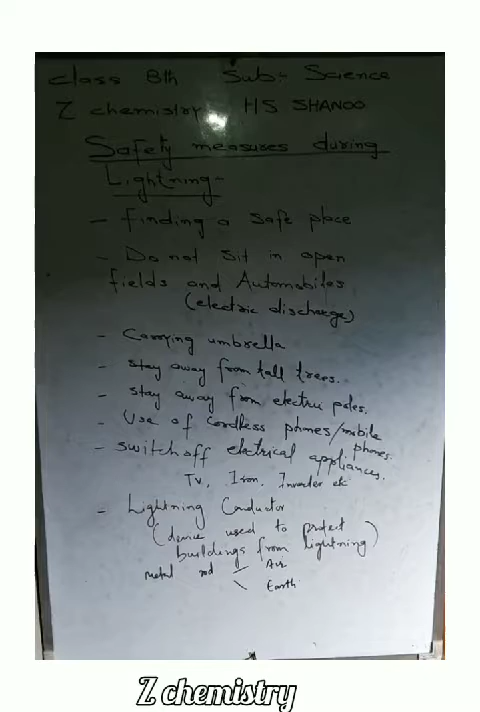 class 8th Sub:- Science
Z chemistry HS SHANOO
Safety measures during
Lightning-
- finding a safe place
- Do not sit in open
fields and Automobiles
(electric discharge)
- Carrying umbrella
- stay away from tall trees.
- stay away from electric poles.
- Use of cordless phones/mobile
phones.
- switch off electrical appliances.
TV, Iron, Inverter etc
- Lightning Conductor
(device used to protect
buildings from lightning)
metal rod Air
Earth
Z chemistry